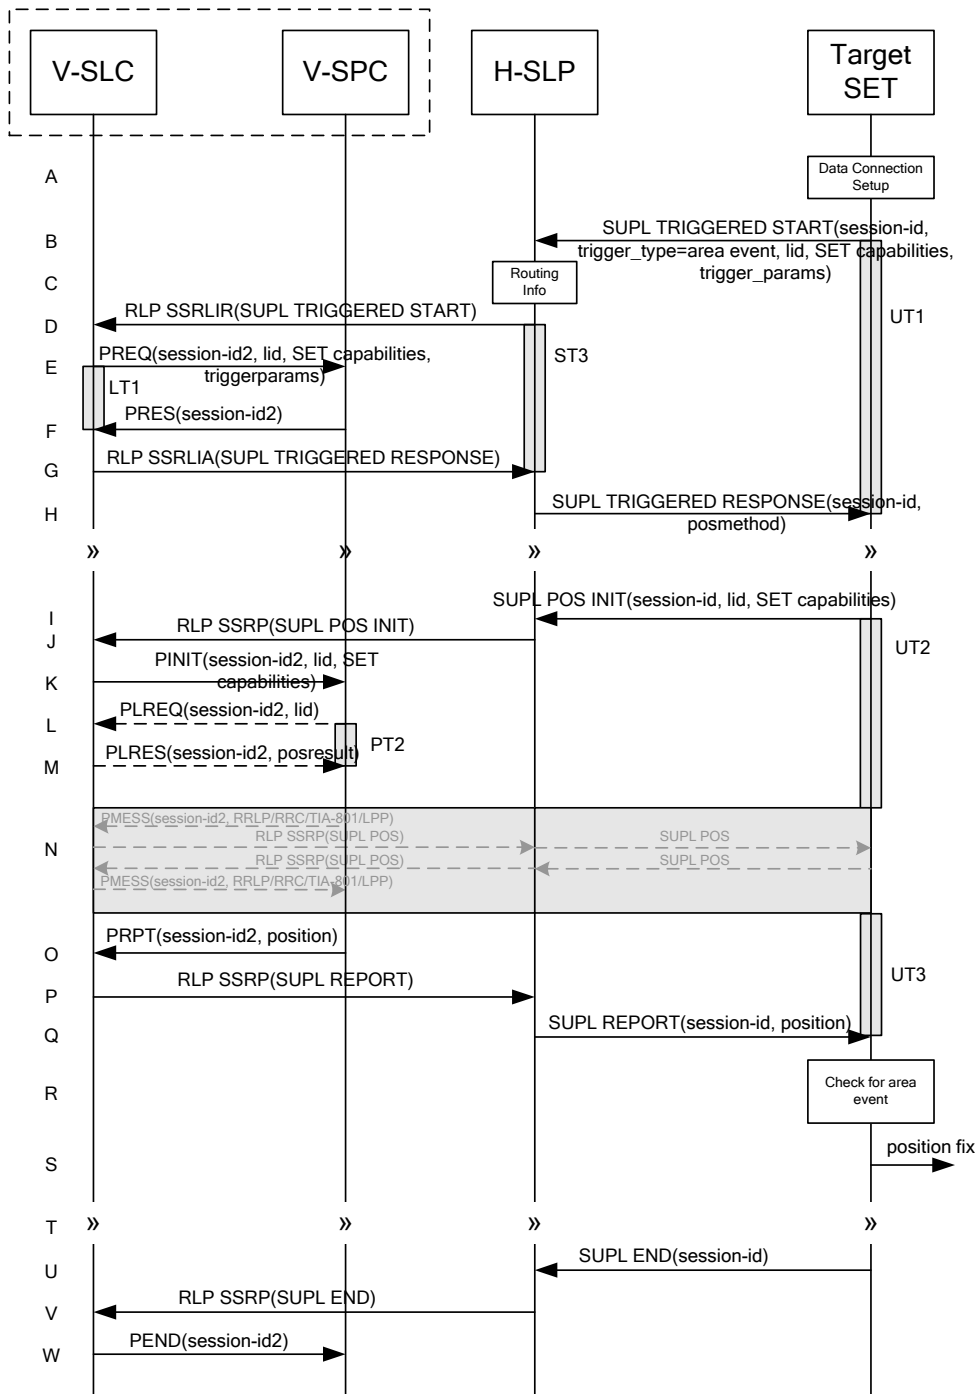 V-SLC
V-SPC
H-SLP
Target
SET
A
Data Connection
Setup
B
SUPL TRIGGERED START(session-id,
trigger_type=area event, lid, SET capabilities,
trigger_params)
C
Routing
Info
D
RLP SSRLIR(SUPL TRIGGERED START)
UT1
E
PREQ(session-id2, lid, SET capabilities,
triggerparams)
ST3
LT1
F
PRES(session-id2)
G
RLP SSRLIA(SUPL TRIGGERED RESPONSE)
H
SUPL TRIGGERED RESPONSE(session-id,
posmethod)
» » »
I
SUPL POS INIT(session-id, lid, SET capabilities)
J
RLP SSRP(SUPL POS INIT)
UT2
K
PINIT(session-id2, lid, SET
capabilities)
L
PLREQ(session-id2, lid)
PT2
M
PLRES(session-id2, posresult)
N
PMESS(session-id2, RRLP/RRC/TIA-801/LPP)
RLP SSRP(SUPL POS)
SUPL POS
RLP SSRP(SUPL POS)
SUPL POS
PMESS(session-id2, RRLP/RRC/TIA-801/LPP)
O
PRPT(session-id2, position)
UT3
P
RLP SSRP(SUPL REPORT)
Q
SUPL REPORT(session-id, position)
R
Check for area
event
S
position fix
T
» » » »
U
SUPL END(session-id)
V
RLP SSRP(SUPL END)
W
PEND(session-id2)